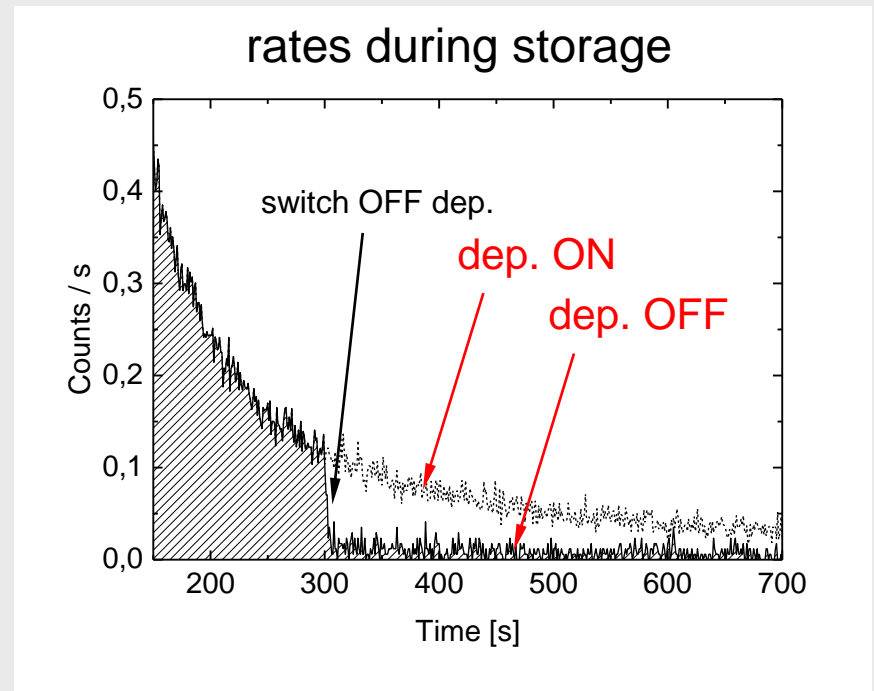 rates during storage
0,5
0,4
0,3
0,2
0,1
0,0
Counts / s
switch OFF dep.
dep. ON
dep. OFF
200 300 400 500 600 700
Time [s]